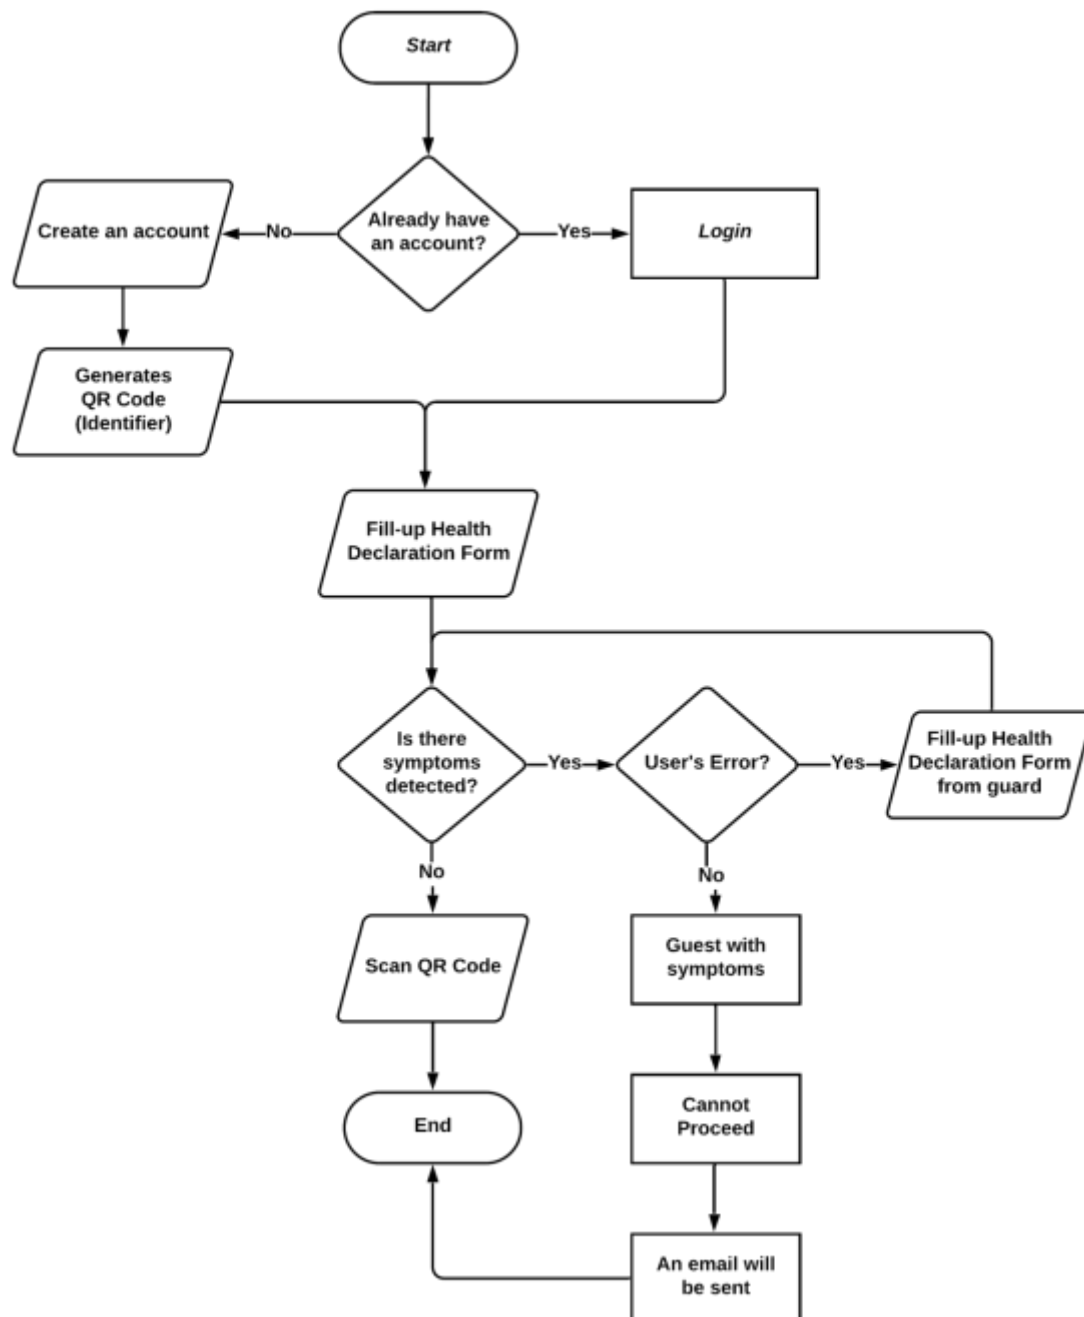 Start
Already have
an account?
No
Yes
Create an account
Login
Generates
QR Code
(Identifier)
Fill-up Health
Declaration Form
Is there
symptoms
detected?
Yes
User's Error?
Yes
Fill-up Health
Declaration Form
from guard
No
No
Scan QR Code
Guest with
symptoms
End
Cannot
Proceed
An email will
be sent